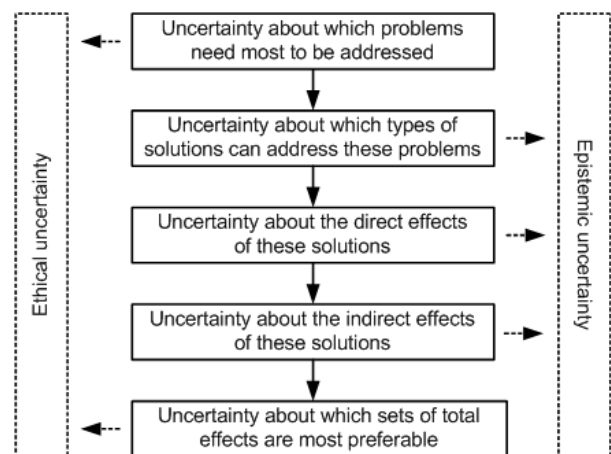 Uncertainty about which problems
need most to be addressed
Uncertainty about which types of
solutions can address these problems
Uncertainty about the direct effects
of these solutions
Uncertainty about the indirect effects
of these solutions
Uncertainty about which sets of total
effects are most preferable
Ethical uncertainty
Epistemic uncertainty